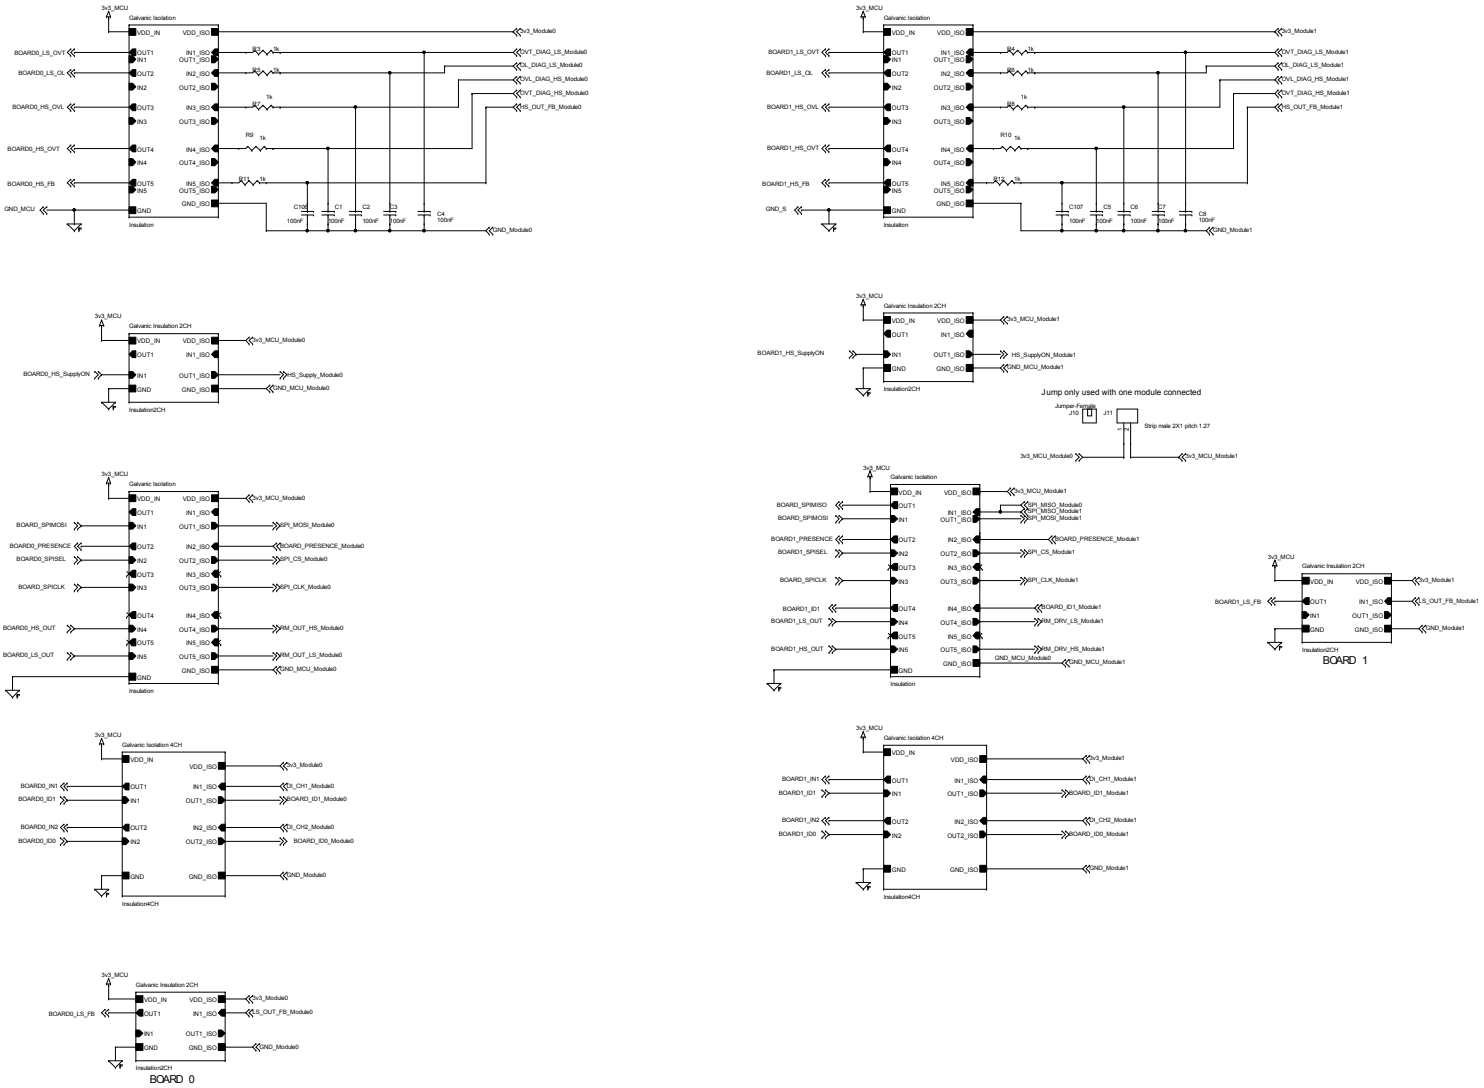 3v3_MCU
Galvanic Isolation
VDD_IN VDD_ISO 3v3_Module0
BOARD0_LS_OVT OUT1 IN1_ISO R3 1k OVT_DIAG_LS_Module0
IN1 OUT1_ISO
BOARD0_LS_OL OUT2 IN2_ISO R5 1k OL_DIAG_LS_Module0
IN2 OUT2_ISO OVL_DIAG_HS_Module0
OVT_DIAG_HS_Module0
BOARD0_HS_OVL OUT3 IN3_ISO R7 1k HS_OUT_FB_Module0
IN3 OUT3_ISO
BOARD0_HS_OVT OUT4 IN4_ISO R9 1k
IN4 OUT4_ISO
BOARD0_HS_FB OUT5 IN5_ISO R11 1k
IN5 OUT5_ISO
GND_MCU GND GND_ISO
C106 C1 C2 C3 C4
100nF 100nF 100nF 100nF 100nF
Insulation
GND_Module0
3v3_MCU
Galvanic Isolation
VDD_IN VDD_ISO 3v3_Module1
BOARD1_LS_OVT OUT1 IN1_ISO R4 1k OVT_DIAG_LS_Module1
IN1 OUT1_ISO
BOARD1_LS_OL OUT2 IN2_ISO R6 1k OL_DIAG_LS_Module1
IN2 OUT2_ISO OVL_DIAG_HS_Module1
OVT_DIAG_HS_Module1
BOARD1_HS_OVL OUT3 IN3_ISO R8 1k HS_OUT_FB_Module1
IN3 OUT3_ISO
BOARD1_HS_OVT OUT4 IN4_ISO R10 1k
IN4 OUT4_ISO
BOARD1_HS_FB OUT5 IN5_ISO R12 1k
IN5 OUT5_ISO
GND_S GND GND_ISO
C107 C5 C6 C7 C8
100nF 100nF 100nF 100nF 100nF
Insulation
GND_Module1
3v3_MCU
Galvanic Insulation 2CH
VDD_IN VDD_ISO 3v3_MCU_Module0
OUT1 IN1_ISO
BOARD0_HS_SupplyON IN1 OUT1_ISO HS_Supply_Module0
GND GND_ISO GND_MCU_Module0
Insulation2CH
3v3_MCU
Galvanic Insulation 2CH
VDD_IN VDD_ISO 3v3_MCU_Module1
OUT1 IN1_ISO
BOARD1_HS_SupplyON IN1 OUT1_ISO HS_SupplyON_Module1
GND GND_ISO GND_MCU_Module1
Insulation2CH
Jump only used with one module connected
Jumper-Female
J10 J11
Strip male 2X1 pitch 1.27
1 2
3v3_MCU_Module0 3v3_MCU_Module1
3v3_MCU
Galvanic Isolation
VDD_IN VDD_ISO 3v3_MCU_Module0
OUT1 IN1_ISO
BOARD_SPIMOSI IN1 OUT1_ISO SPI_MOSI_Module0
BOARD0_PRESENCE OUT2 IN2_ISO BOARD_PRESENCE_Module0
BOARD0_SPISEL IN2 OUT2_ISO SPI_CS_Module0
OUT3 IN3_ISO
BOARD_SPICLK IN3 OUT3_ISO SPI_CLK_Module0
OUT4 IN4_ISO
BOARD0_HS_OUT IN4 OUT4_ISO RM_OUT_HS_Module0
OUT5 IN5_ISO
BOARD0_LS_OUT IN5 OUT5_ISO RM_OUT_LS_Module0
GND GND_ISO GND_MCU_Module0
Insulation
3v3_MCU
Galvanic Isolation
VDD_IN VDD_ISO 3v3_MCU_Module1
BOARD_SPIMISO OUT1 IN1_ISO SPI_MISO_Module0
SPI_MISO_Module1
BOARD_SPIMOSI IN1 OUT1_ISO SPI_MOSI_Module1
BOARD1_PRESENCE OUT2 IN2_ISO BOARD_PRESENCE_Module1
BOARD1_SPISEL IN2 OUT2_ISO SPI_CS_Module1
OUT3 IN3_ISO
BOARD_SPICLK IN3 OUT3_ISO SPI_CLK_Module1
BOARD1_ID1 OUT4 IN4_ISO BOARD_ID1_Module1
BOARD1_LS_OUT IN4 OUT4_ISO RM_DRV_LS_Module1
OUT5 IN5_ISO
BOARD1_HS_OUT IN5 OUT5_ISO RM_DRV_HS_Module1
GND GND_ISO GND_MCU_Module0 GND_MCU_Module1
Insulation
3v3_MCU
Galvanic Insulation 2CH
VDD_IN VDD_ISO 3v3_Module1
BOARD1_LS_FB OUT1 IN1_ISO LS_OUT_FB_Module1
IN1 OUT1_ISO
GND GND_ISO GND_Module1
Insulation2CH
BOARD 1
3v3_MCU
Galvanic Isolation 4CH
VDD_IN VDD_ISO 3v3_Module0
BOARD0_IN1 OUT1 IN1_ISO DI_CH1_Module0
BOARD0_ID1 IN1 OUT1_ISO BOARD_ID1_Module0
BOARD0_IN2 OUT2 IN2_ISO DI_CH2_Module0
BOARD0_ID0 IN2 OUT2_ISO BOARD_ID0_Module0
GND GND_ISO GND_Module0
Insulation4CH
3v3_MCU
Galvanic Isolation 4CH
VDD_IN VDD_ISO 3v3_Module1
BOARD1_IN1 OUT1 IN1_ISO DI_CH1_Module1
BOARD1_ID1 IN1 OUT1_ISO BOARD_ID1_Module1
BOARD1_IN2 OUT2 IN2_ISO DI_CH2_Module1
BOARD1_ID0 IN2 OUT2_ISO BOARD_ID0_Module1
GND GND_ISO GND_Module1
Insulation4CH
3v3_MCU
Galvanic Insulation 2CH
VDD_IN VDD_ISO 3v3_Module0
BOARD0_LS_FB OUT1 IN1_ISO LS_OUT_FB_Module0
IN1 OUT1_ISO
GND GND_ISO GND_Module0
Insulation2CH
BOARD 0